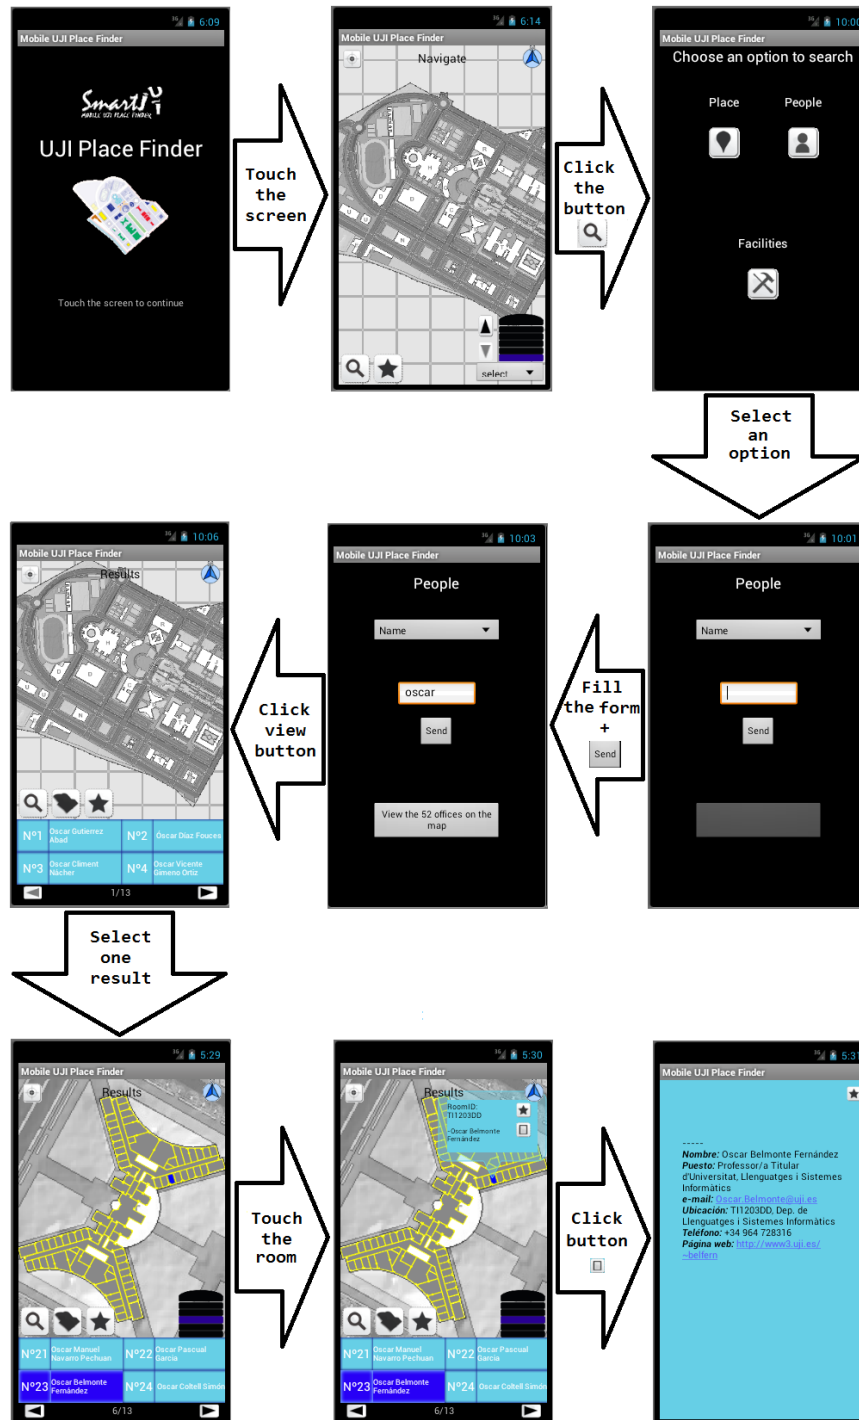 6:09
Mobile UJI Place Finder
SmartUJI
MOBILE UJI PLACE FINDER
UJI Place Finder
Touch the screen to continue
Touch
the
screen
6:14
Mobile UJI Place Finder
Navigate
select
Click
the
button
10:00
Mobile UJI Place Finder
Choose an option to search
Place
People
Facilities
Select
an
option
10:01
Mobile UJI Place Finder
People
Name
Send
Fill
the form
+
Send
10:03
Mobile UJI Place Finder
People
Name
oscar
Send
View the 52 offices on the
map
Click
view
button
10:06
Mobile UJI Place Finder
Results
Nº1 Oscar Gutierrez
Abad
Nº2 Óscar Díaz Fouces
Nº3 Oscar Climent
Nàcher
Nº4 Oscar Vicente
Gimeno Ortiz
1/13
Select
one
result
5:29
Mobile UJI Place Finder
Results
Nº21 Oscar Manuel
Navarro Pechuan
Nº22 Oscar Pascual
Garcia
Nº23 Oscar Belmonte
Fernández
Nº24 Oscar Coltell Simón
6/13
Touch
the
room
5:30
Mobile UJI Place Finder
Results
RoomID:
TI1203DD
-Oscar Belmonte
Fernández
Nº21 Oscar Manuel
Navarro Pechuan
Nº22 Oscar Pascual
Garcia
Nº23 Oscar Belmonte
Fernández
Nº24 Oscar Coltell Simón
6/13
Click
button
5:31
Mobile UJI Place Finder
-----
Nombre: Oscar Belmonte Fernández
Puesto: Professor/a Titular
d'Universitat, Llenguatges i Sistemes
Informàtics
e-mail: Oscar.Belmonte@uji.es
Ubicación: TI1203DD, Dep. de
Llenguatges i Sistemes Informàtics
Teléfono: +34 964 728316
Página web: http://www3.uji.es/
~belfern